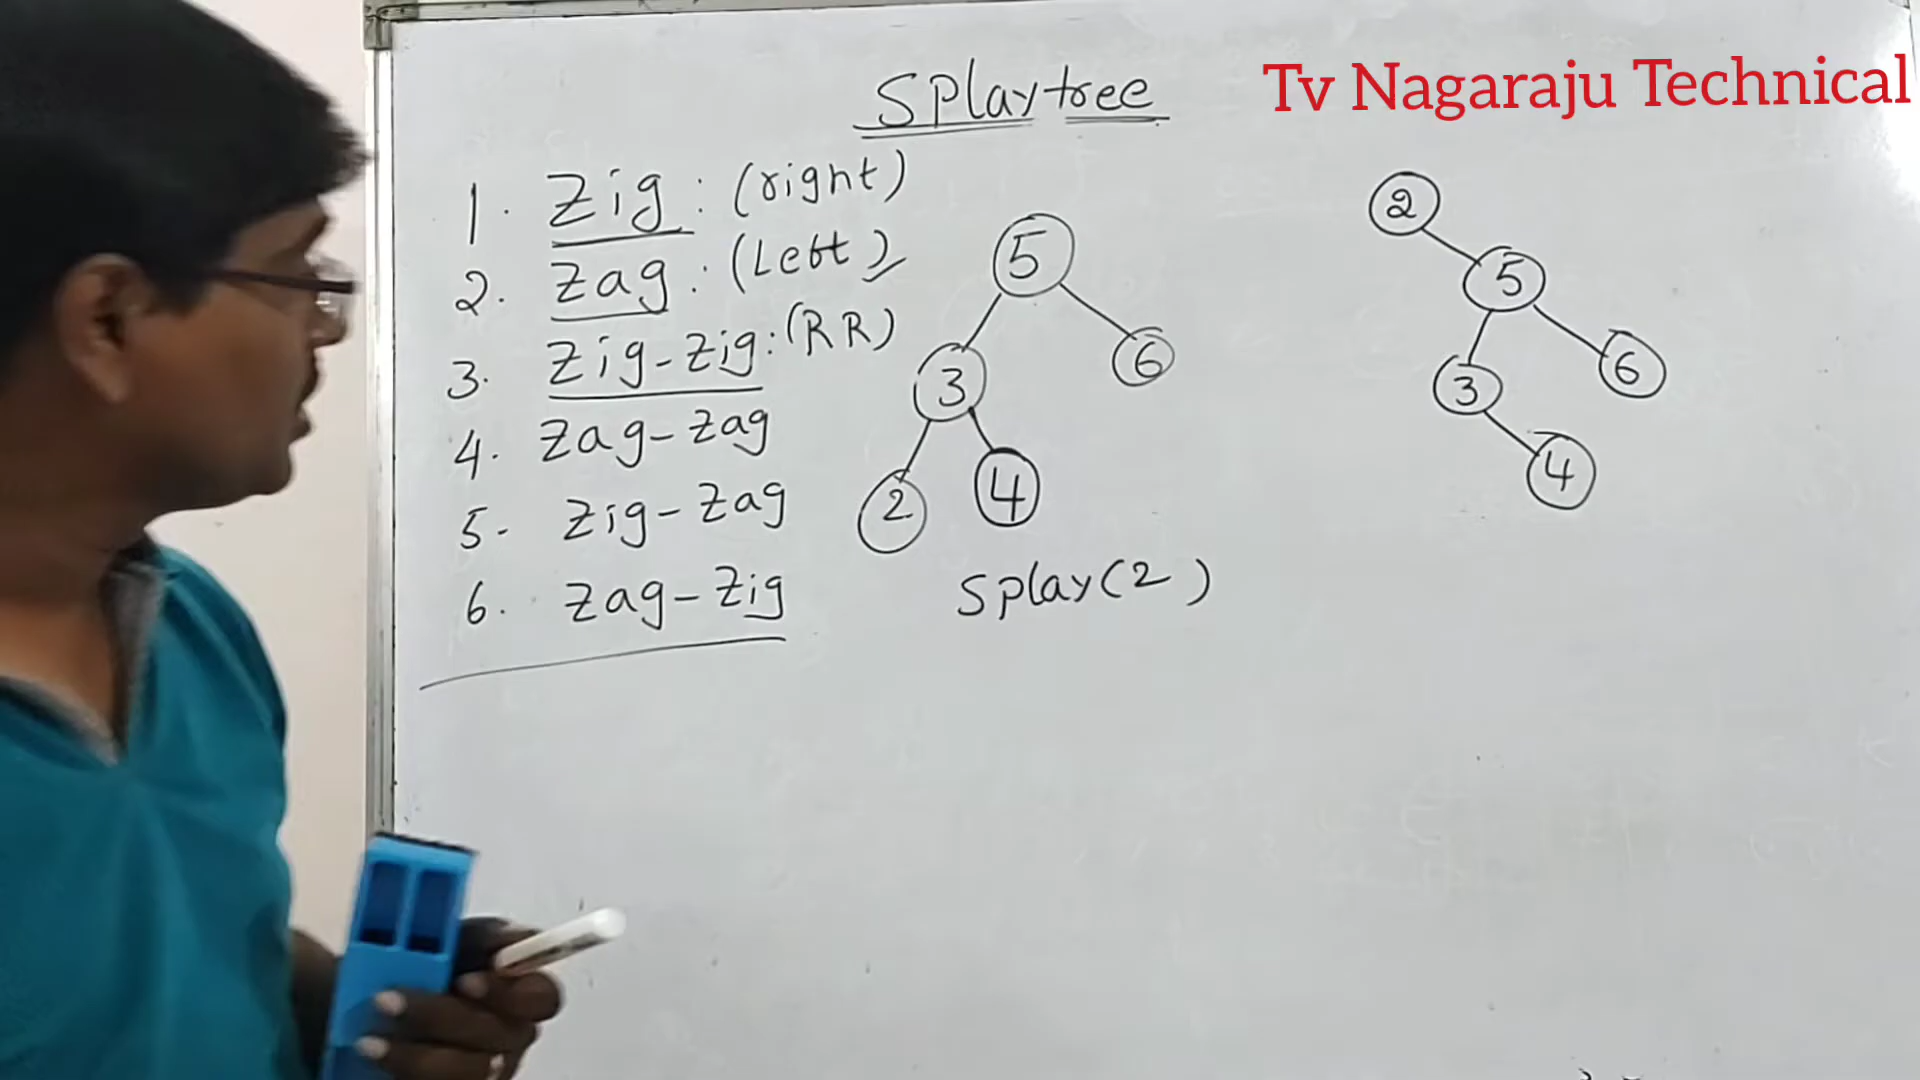 SPlay tree
Tv Nagaraju Technical
1. Zig : (right)
2. Zag : (Left)
3. Zig-Zig : (RR)
4. Zag-Zag
5- Zig-Zag
6. Zag-Zig
5
3
6
2
4
Splay(2)
2
5
3
6
4